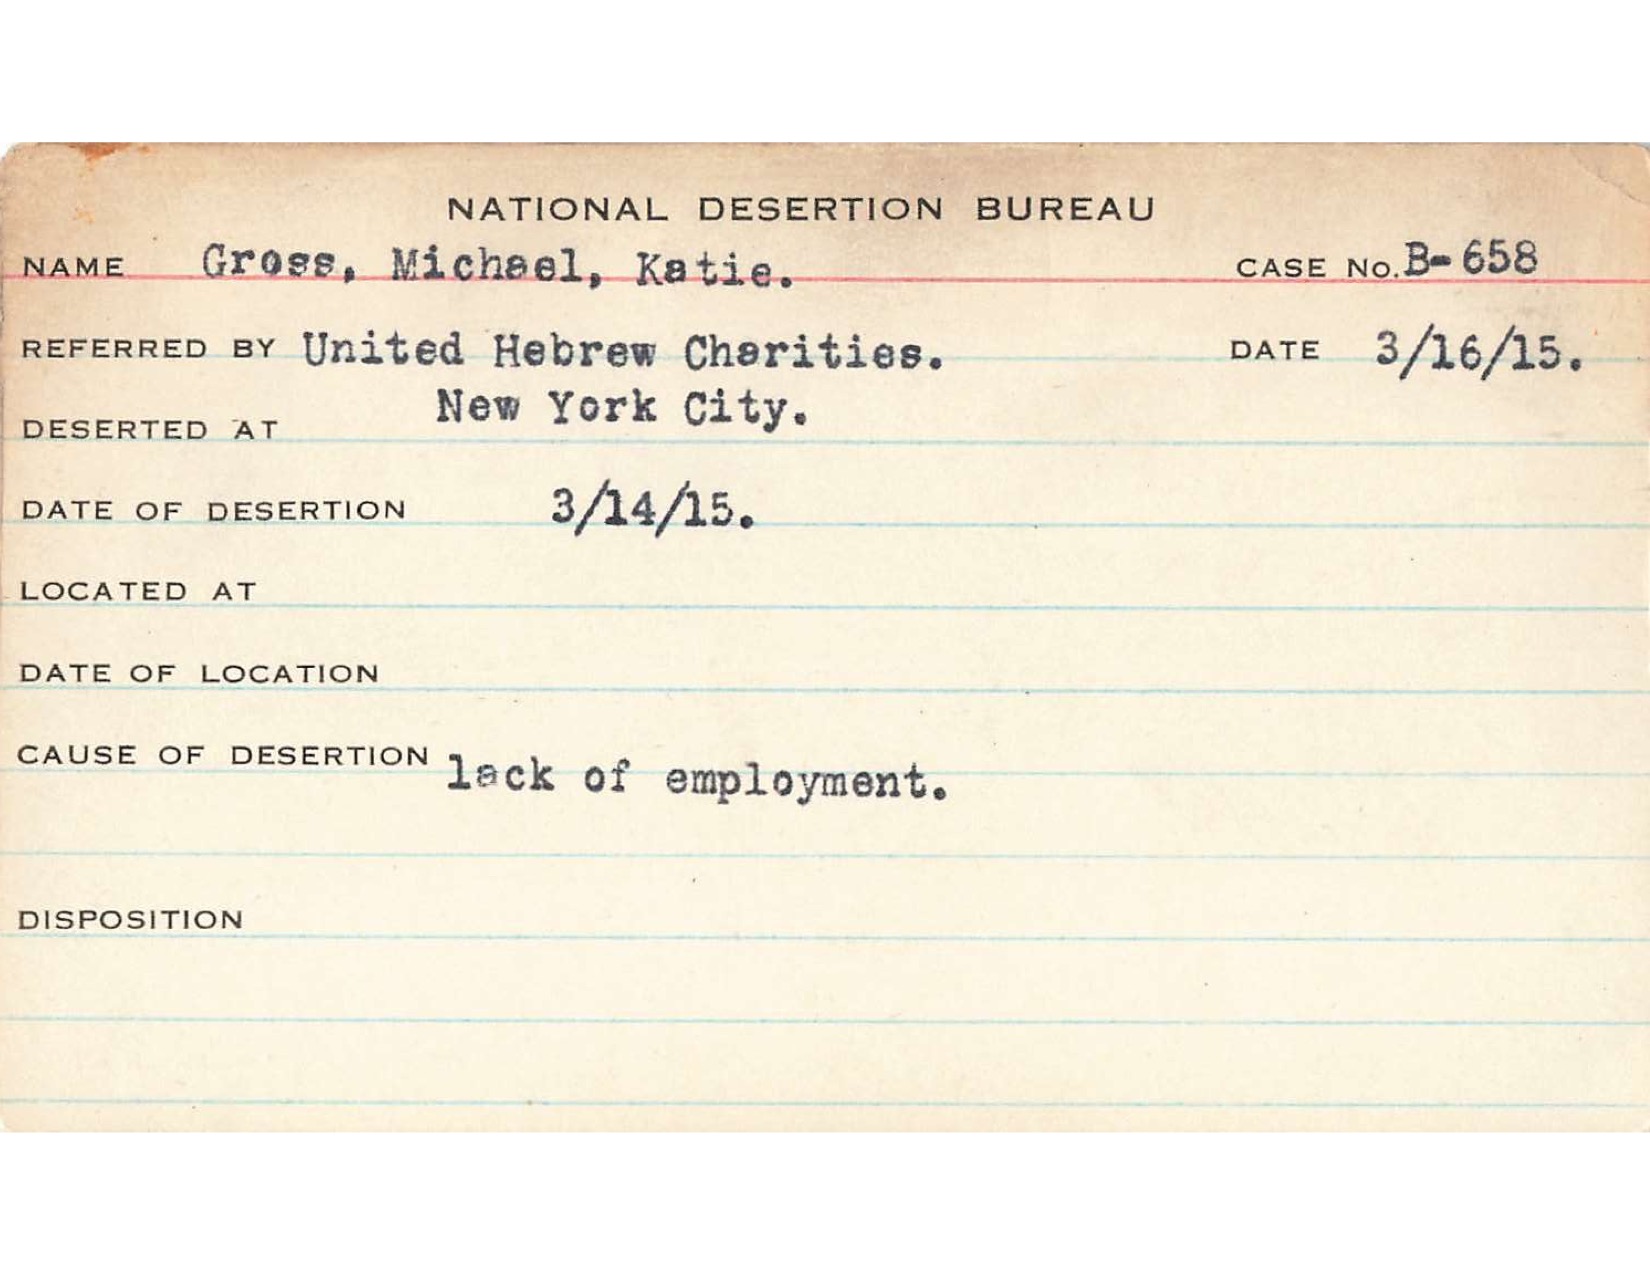 NATIONAL DESERTION BUREAU
NAME Gross, Michael, Katie. CASE No. B-658
REFERRED BY United Hebrew Charities. DATE 3/16/15.
DESERTED AT New York City.
DATE OF DESERTION 3/14/15.
LOCATED AT
DATE OF LOCATION
CAUSE OF DESERTION lack of employment.
DISPOSITION